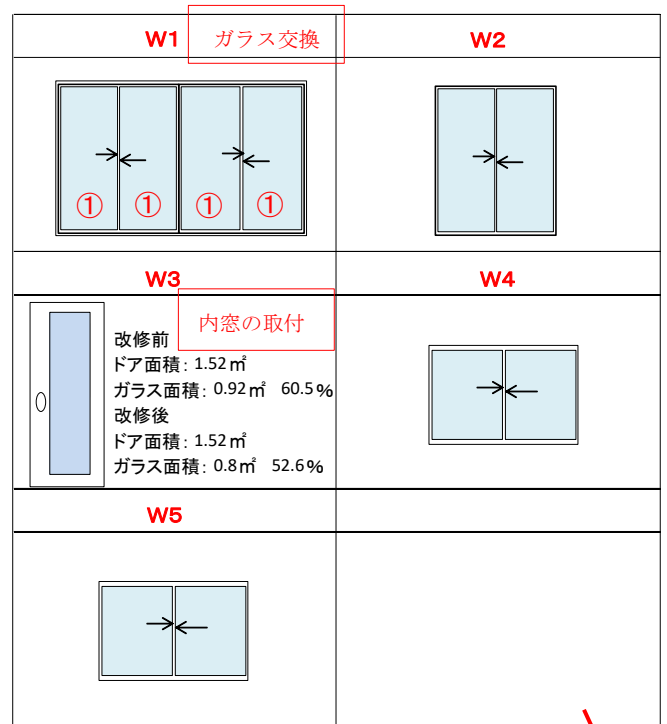 W1
ガラス交換
W2
① ① ① ①
W3
W4
内窓の取付
改修前
ドア面積：1.52㎡
ガラス面積：0.92㎡ 60.5%
改修後
ドア面積：1.52㎡
ガラス面積：0.8㎡ 52.6%
W5